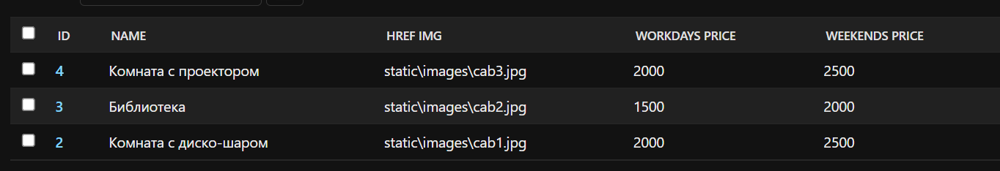 ID NAME HREF IMG WORKDAYS PRICE WEEKENDS PRICE
4 Комната с проектором static\images\cab3.jpg 2000 2500
3 Библиотека static\images\cab2.jpg 1500 2000
2 Комната с диско-шаром static\images\cab1.jpg 2000 2500